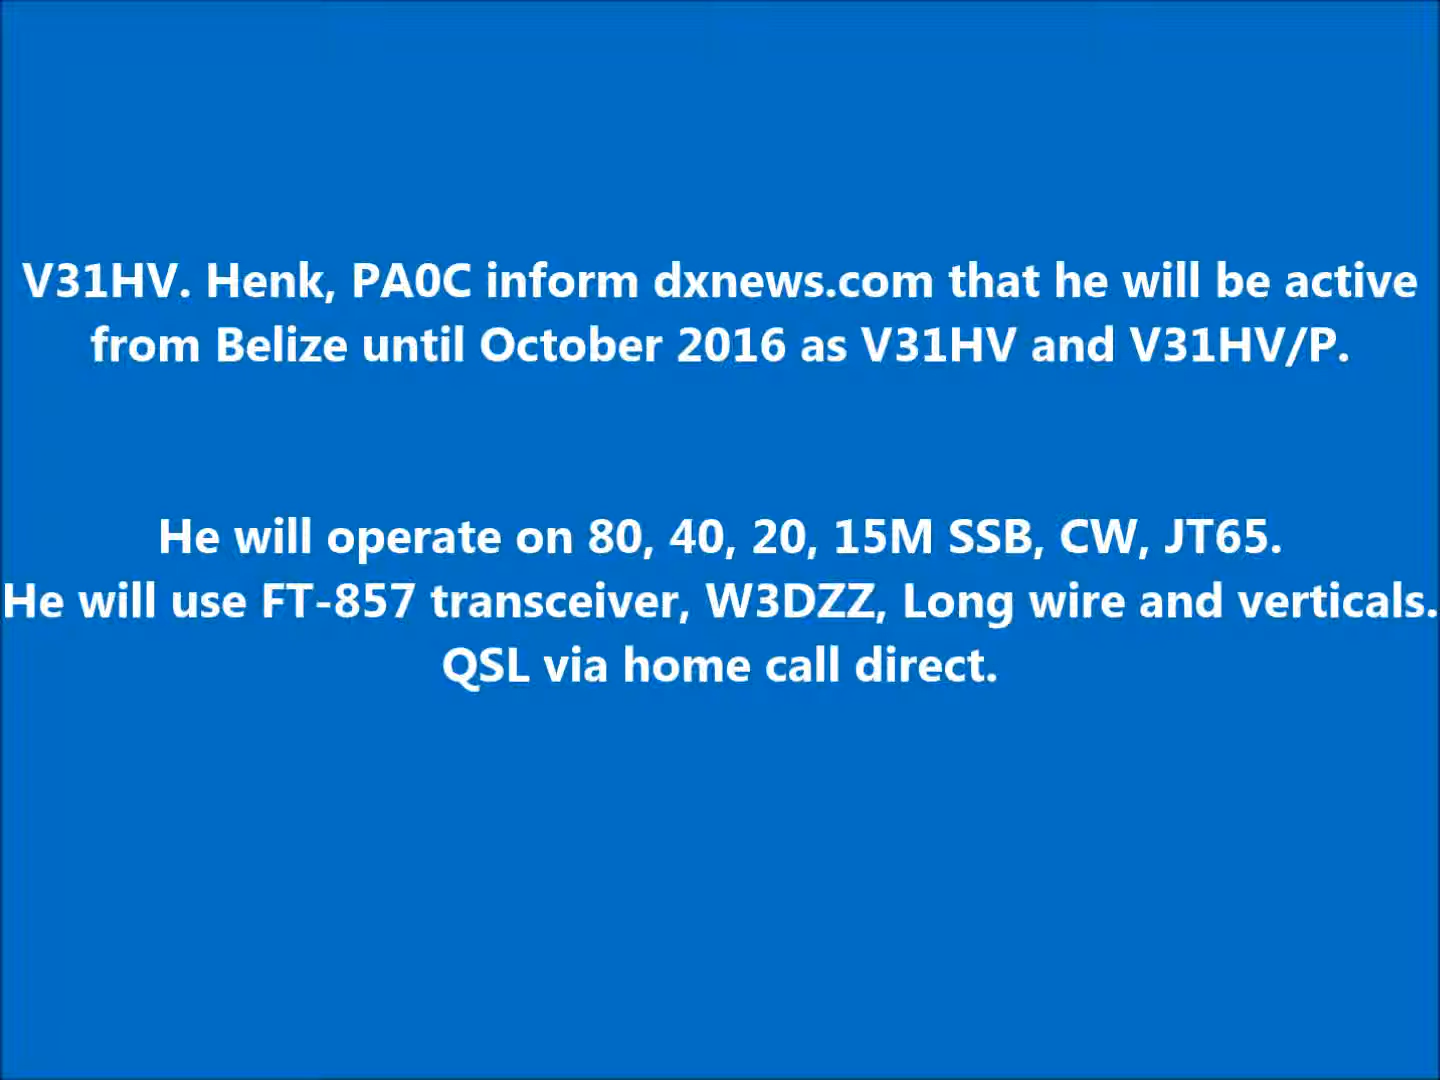 V31HV. Henk, PA0C inform dxnews.com that he will be active
from Belize until October 2016 as V31HV and V31HV/P.
He will operate on 80, 40, 20, 15M SSB, CW, JT65.
He will use FT-857 transceiver, W3DZZ, Long wire and verticals.
QSL via home call direct.